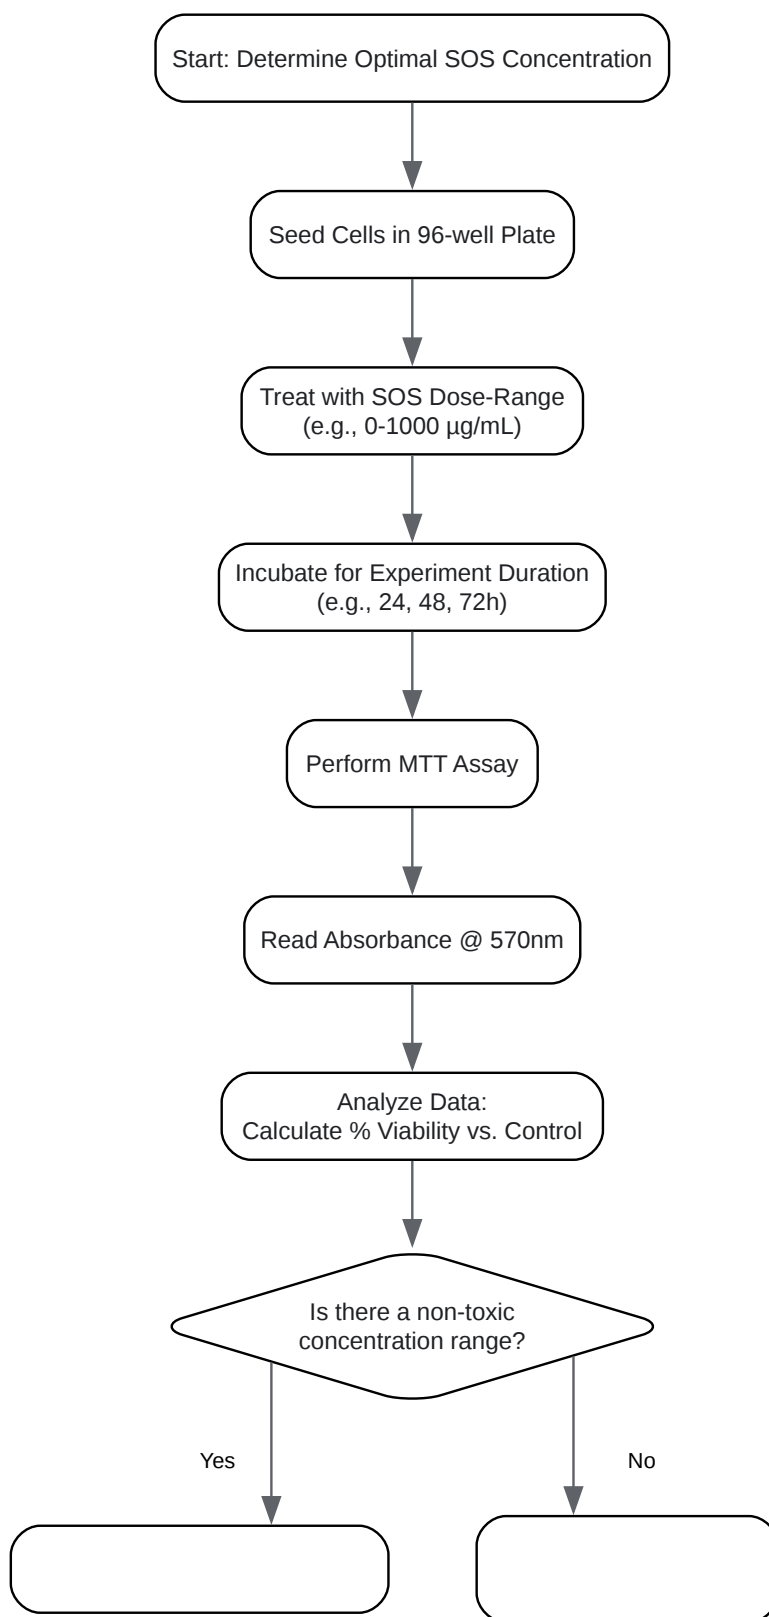 Start: Determine Optimal SOS Concentration
Seed Cells in 96-well Plate
Treat with SOS Dose-Range
(e.g., 0-1000 µg/mL)
Incubate for Experiment Duration
(e.g., 24, 48, 72h)
Perform MTT Assay
Read Absorbance @ 570nm
Analyze Data:
Calculate % Viability vs. Control
Is there a non-toxic
concentration range?
Yes
No